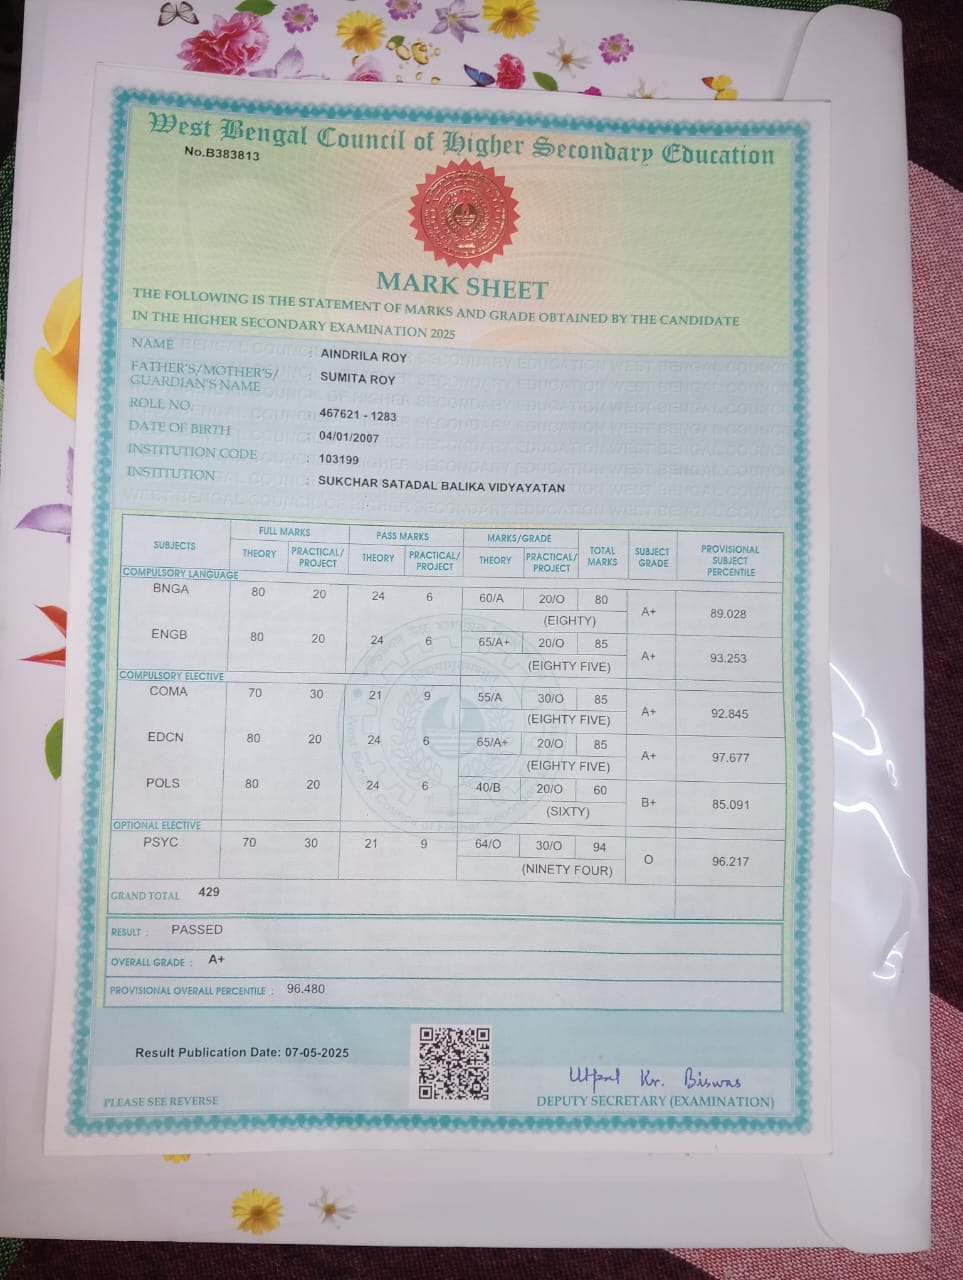 West Bengal Council of Higher Secondary Education
No.B383813
MARK SHEET
THE FOLLOWING IS THE STATEMENT OF MARKS AND GRADE OBTAINED BY THE CANDIDATE
IN THE HIGHER SECONDARY EXAMINATION 2025
NAME : AINDRILA ROY
FATHER'S/MOTHER'S/
GUARDIAN'S NAME : SUMITA ROY
ROLL NO. : 467621 - 1283
DATE OF BIRTH : 04/01/2007
INSTITUTION CODE : 103199
INSTITUTION : SUKCHAR SATADAL BALIKA VIDYAYATAN
SUBJECTS FULL MARKS PASS MARKS MARKS/GRADE TOTAL MARKS SUBJECT GRADE PROVISIONAL SUBJECT PERCENTILE
THEORY PRACTICAL/PROJECT THEORY PRACTICAL/PROJECT THEORY PRACTICAL/PROJECT
COMPULSORY LANGUAGE
BNGA 80 20 24 6 60/A 20/O 80 A+ 89.028
(EIGHTY)
ENGB 80 20 24 6 65/A+ 20/O 85 A+ 93.253
(EIGHTY FIVE)
COMPULSORY ELECTIVE
COMA 70 30 21 9 55/A 30/O 85 A+ 92.845
(EIGHTY FIVE)
EDCN 80 20 24 6 65/A+ 20/O 85 A+ 97.677
(EIGHTY FIVE)
POLS 80 20 24 6 40/B 20/O 60 B+ 85.091
(SIXTY)
OPTIONAL ELECTIVE
PSYC 70 30 21 9 64/O 30/O 94 O 96.217
(NINETY FOUR)
GRAND TOTAL 429
RESULT : PASSED
OVERALL GRADE : A+
PROVISIONAL OVERALL PERCENTILE : 96.480
Result Publication Date: 07-05-2025
Utpal Kr. Biswas
PLEASE SEE REVERSE
DEPUTY SECRETARY (EXAMINATION)